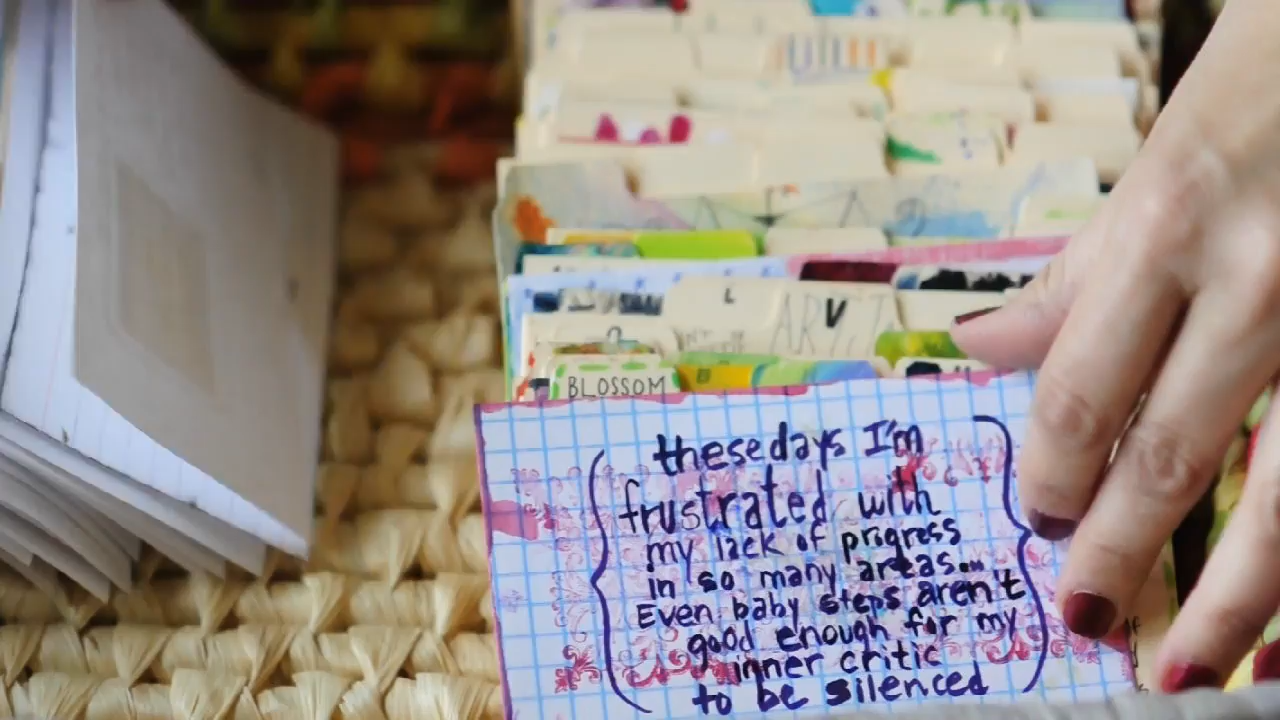 L
ART
V
BLOSSOM
these days I'm
frustrated with
my lack of progress
in so many areas...
Even baby steps aren't
good enough for my
inner critic
to be silenced